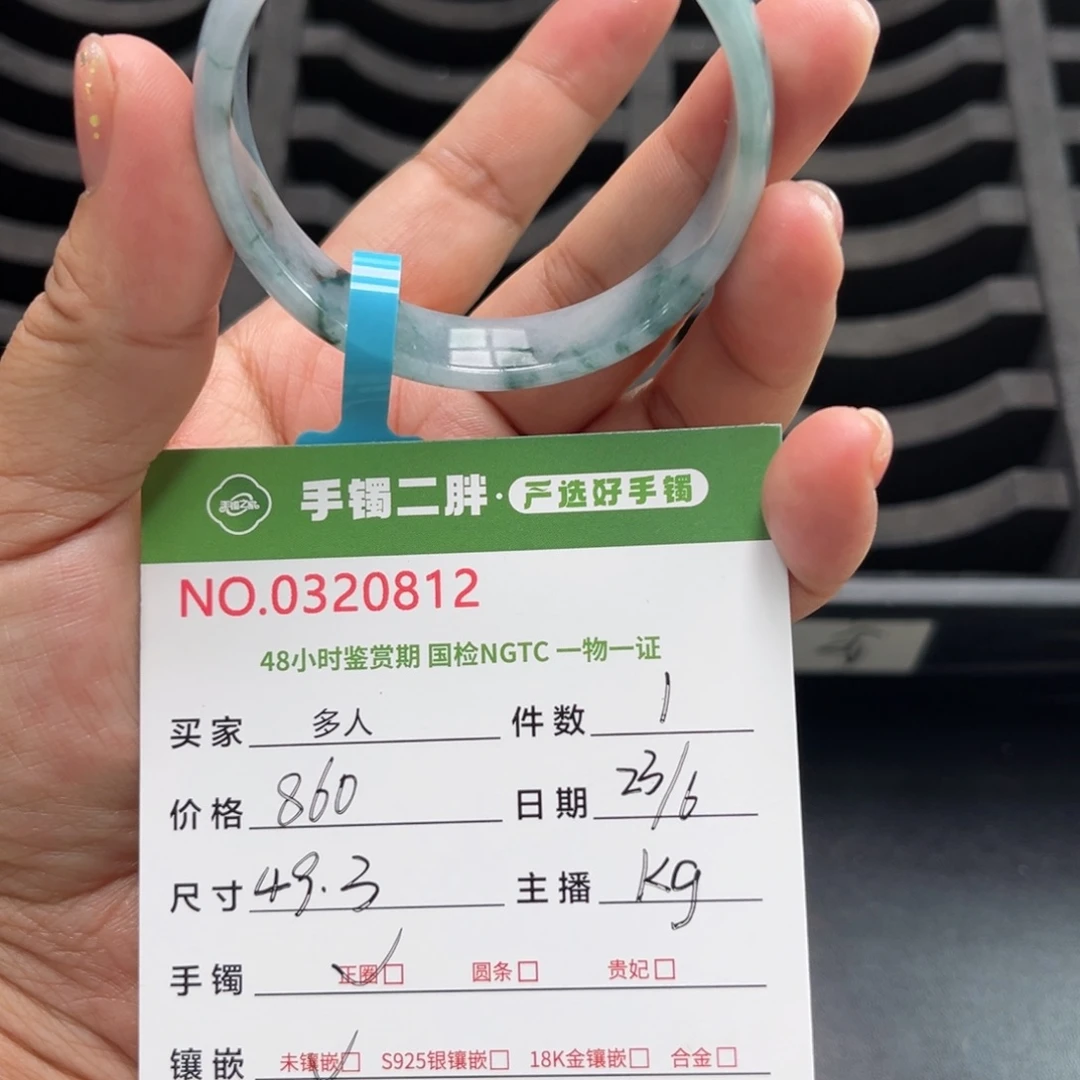 手镯二胖·严选好手镯
NO.0320812
48小时鉴赏期 国检NGTC 一物一证
买家 多人 件数 1
价格 860 日期 23/6
尺寸 49.3 主播 Kg
手镯 正圈 圆条 贵妃
镶嵌 未镶嵌 S925银镶嵌 18K金镶嵌 合金